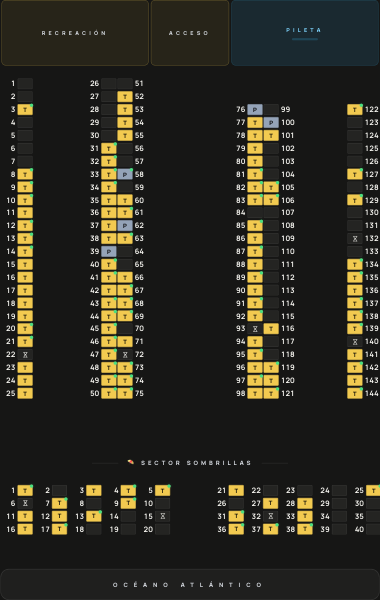 RECREACIÓN ACCESO PILETA
1 26 51
2 27 T 52
3 T 28 T 53 76 P 99 T 122
4 29 T 54 77 T P 100 123
5 30 T 55 78 T T 101 124
6 31 T 56 79 T 102 125
7 32 T 57 80 T 103 126
8 T 33 T P 58 81 T 104 T 127
9 T 34 T 59 82 T T 105 128
10 T 35 T T 60 83 T T 106 T 129
11 T 36 T T 61 84 107 130
12 T 37 T P 62 85 T 108 131
13 T 38 T T 63 86 T 109 132
14 T 39 P 64 87 T 110 133
15 T 40 T 65 88 T 111 T 134
16 T 41 T T 66 89 T 112 T 135
17 T 42 T T 67 90 T 113 T 136
18 T 43 T T 68 91 T 114 T 137
19 T 44 T T 69 92 T 115 T 138
20 T 45 T 70 93 T 116 T 139
21 T 46 T T 71 94 T 117 140
22 47 T 72 95 T 118 T 141
23 T 48 T T 73 96 T T 119 T 142
24 T 49 T T 74 97 T T 120 T 143
25 T 50 T T 75 98 T T 121 T 144
SECTOR SOMBRILLAS
1 T 2 3 T 4 T 5 T 21 T 22 23 T 24 25 T
6 7 T 8 9 T 10 26 27 T 28 T 29 30
11 T 12 T 13 T 14 15 31 T 32 33 T 34 35
16 T 17 T 18 19 20 36 T 37 T 38 T 39 40
OCÉANO ATLÁNTICO